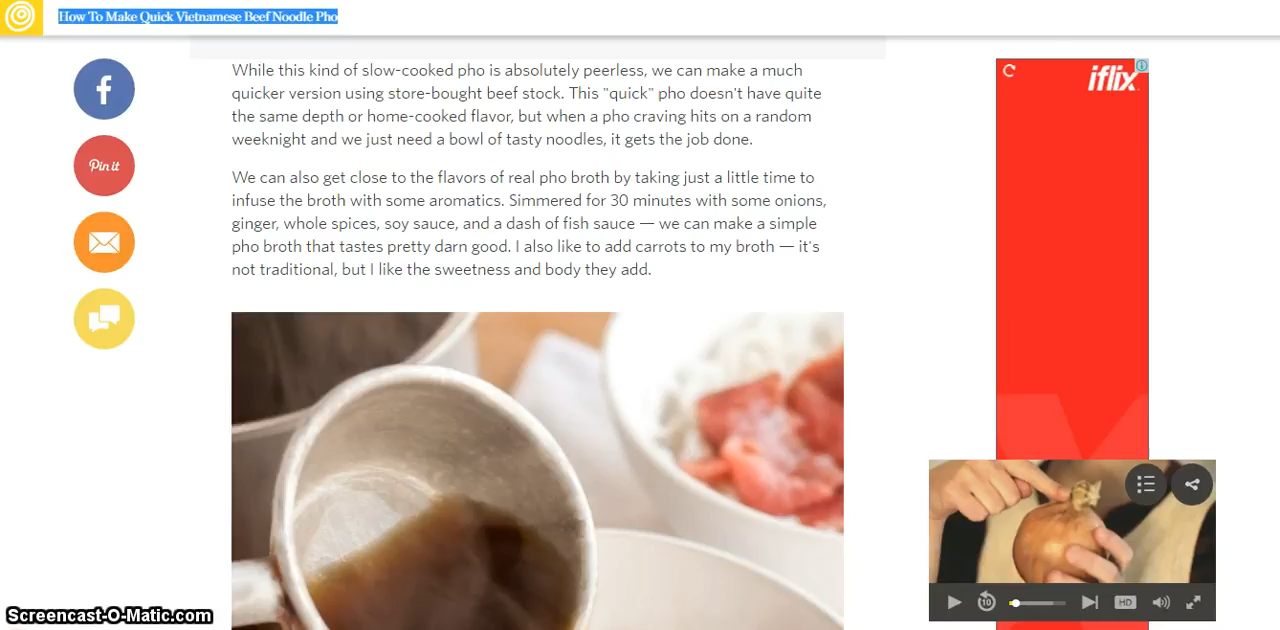 How To Make Quick Vietnamese Beef Noodle Pho
While this kind of slow-cooked pho is absolutely peerless, we can make a much
quicker version using store-bought beef stock. This "quick" pho doesn't have quite
the same depth or home-cooked flavor, but when a pho craving hits on a random
weeknight and we just need a bowl of tasty noodles, it gets the job done.
We can also get close to the flavors of real pho broth by taking just a little time to
infuse the broth with some aromatics. Simmered for 30 minutes with some onions,
ginger, whole spices, soy sauce, and a dash of fish sauce — we can make a simple
pho broth that tastes pretty darn good. I also like to add carrots to my broth — it's
not traditional, but I like the sweetness and body they add.
f
Pin it
iflix
10
HD
Screencast-O-Matic.com